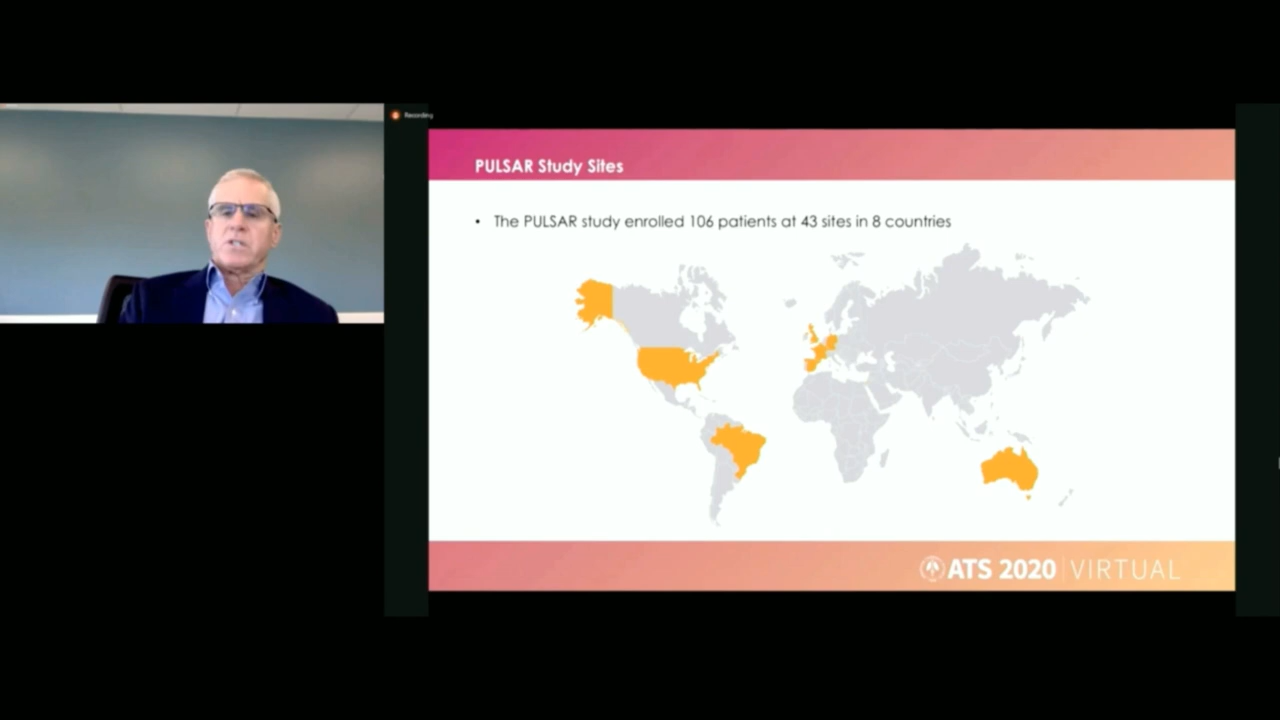 Recording
PULSAR Study Sites
• The PULSAR study enrolled 106 patients at 43 sites in 8 countries
ATS 2020 | VIRTUAL